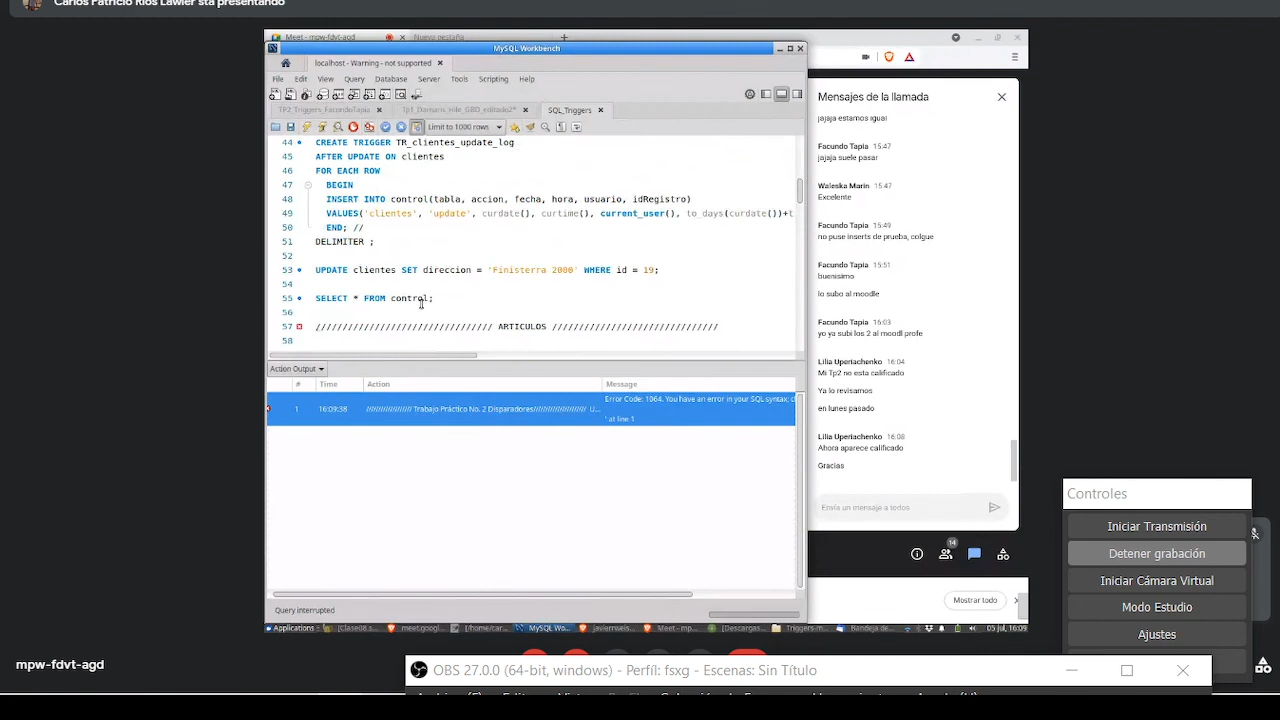 Carlos Patricio Rios Lawler stá presentando
Meet - mpw-fdvt-agd
Nueva pestaña
MySQL Workbench
localhost - Warning - not supported
File Edit View Query Database Server Tools Scripting Help
TP2_Triggers_FacundoTapia
Tp1_Damaris_Hile_GBD_editado2*
SQL_Triggers
Limit to 1000 rows
44 CREATE TRIGGER TR_clientes_update_log
45 AFTER UPDATE ON clientes
46 FOR EACH ROW
47 BEGIN
48 INSERT INTO control(tabla, accion, fecha, hora, usuario, idRegistro)
49 VALUES('clientes', 'update', curdate(), curtime(), current_user(), to_days(curdate())+t
50 END; //
51 DELIMITER ;
52
53 UPDATE clientes SET direccion = 'Finisterra 2000' WHERE id = 19;
54
55 SELECT * FROM control;
56
57 ///////////////////////////////// ARTICULOS ///////////////////////////////
58
Action Output
# Time Action Message
1 16:09:38 ////////////////// Trabajo Práctico No. 2 Disparadores///////////////////// U... Error Code: 1064. You have an error in your SQL syntax; c
' at line 1
Query interrupted
Mensajes de la llamada
jajaja estamos igual
Facundo Tapia 15:47
jajaja suele pasar
Waleska Marin 15:47
Excelente
Facundo Tapia 15:49
no puse inserts de prueba, colgue
Facundo Tapia 15:51
buenisimo
lo subo al moodle
Facundo Tapia 16:03
yo ya subi los 2 al moodl profe
Lilia Uperiachenko 16:04
Mi Tp2 no esta calificado
Ya lo revisamos
en lunes pasado
Lilia Uperiachenko 16:08
Ahora aparece calificado
Gracias
Envía un mensaje a todos
14
Mostrar todo
Applications
[Clase08.s...
meet.googl...
[/home/car...
MySQL Wo...
javierrweis...
Meet - mp...
[Descargas...
Triggers-m...
Bandeja de...
05 jul, 16:09
Controles
Iniciar Transmisión
Detener grabación
Iniciar Cámara Virtual
Modo Estudio
Ajustes
mpw-fdvt-agd
OBS 27.0.0 (64-bit, windows) - Perfil: fsxg - Escenas: Sin Título